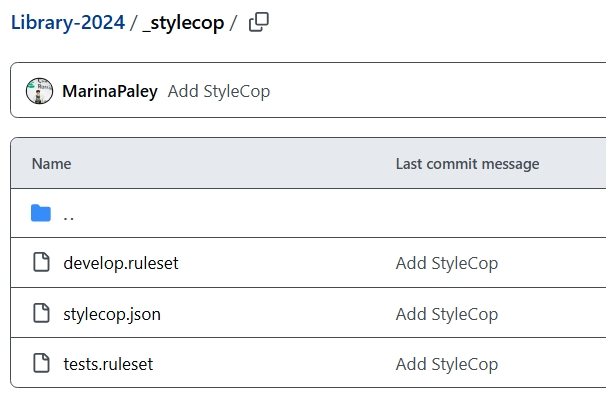 Library-2024 / _stylecop /
MarinaPaley Add StyleCop
Name Last commit message
..
develop.ruleset Add StyleCop
stylecop.json Add StyleCop
tests.ruleset Add StyleCop